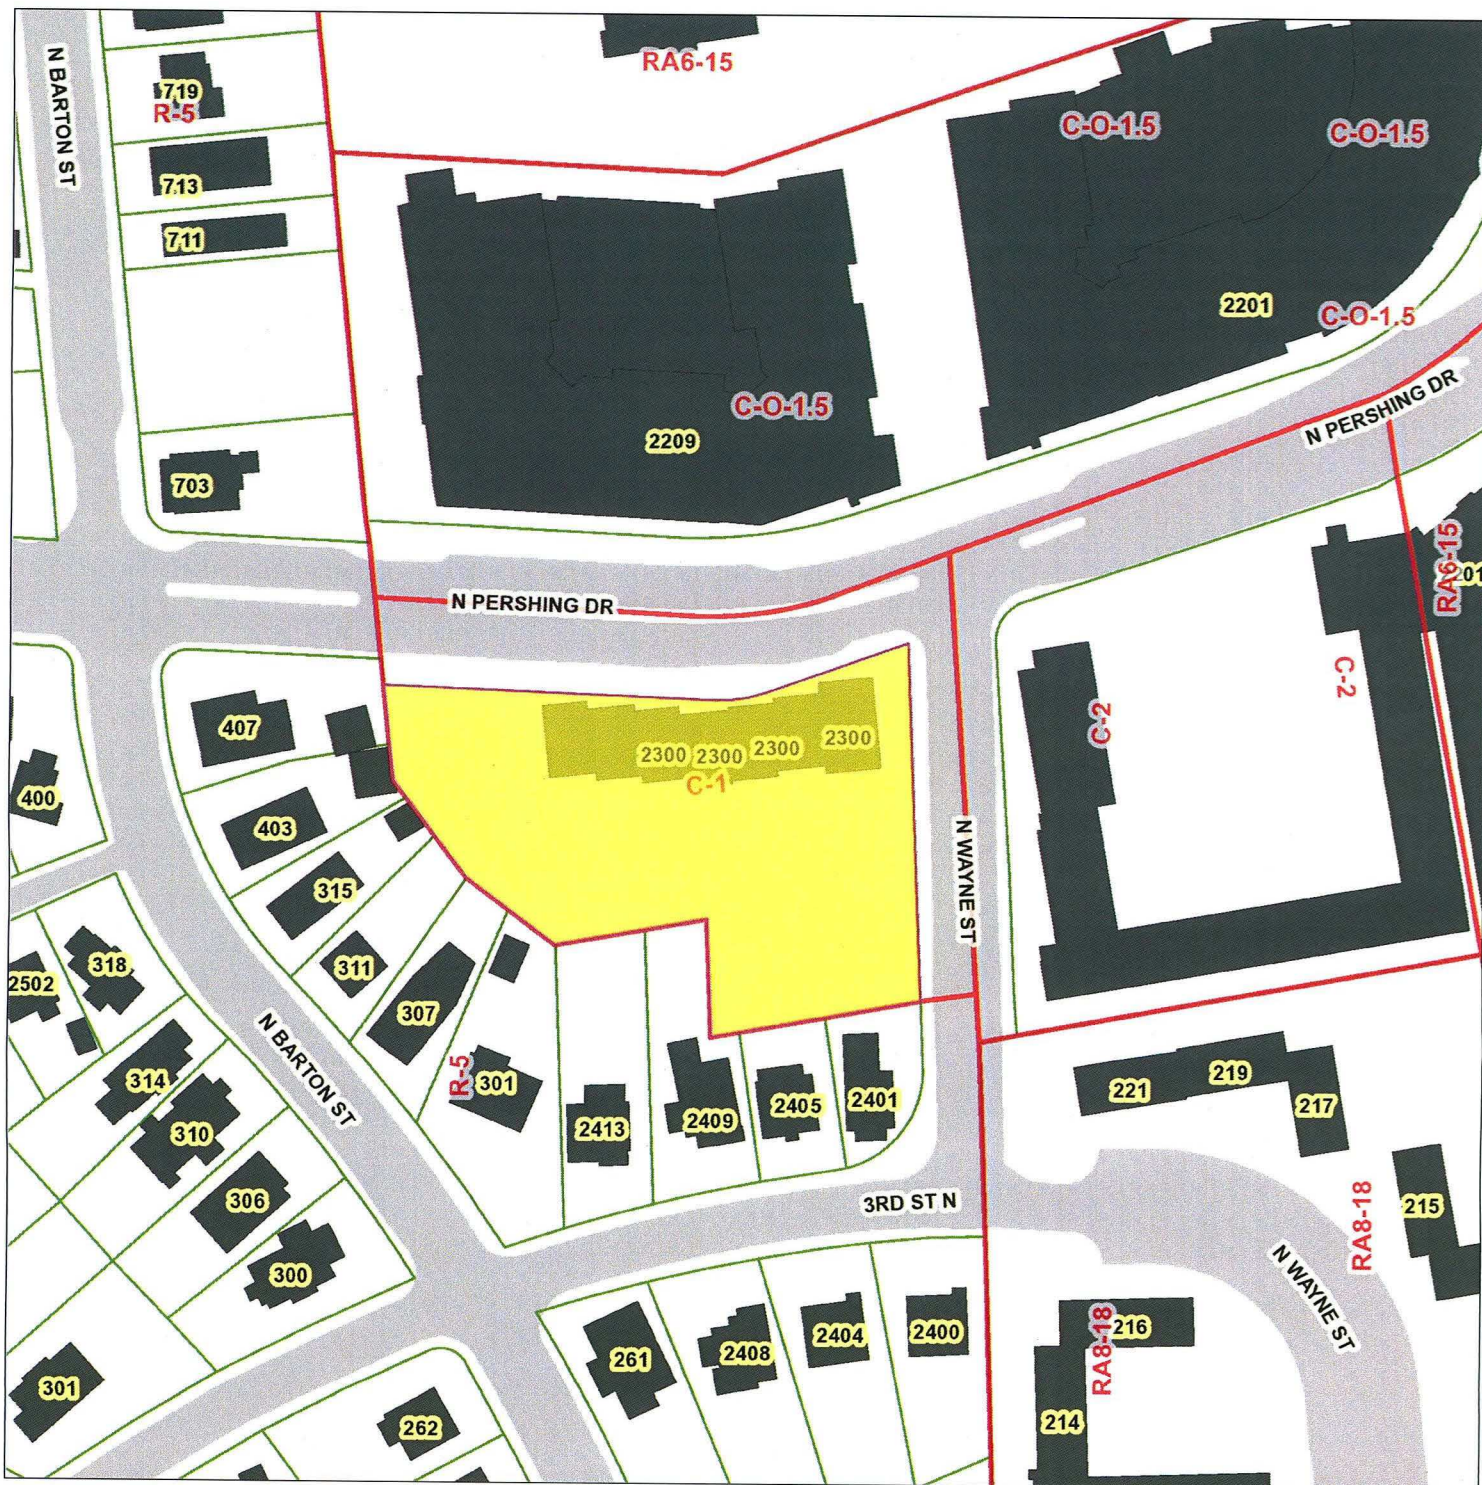 N BARTON ST
719
R-5
713
711
703
RA6-15
C-O-1.5
C-O-1.5
2201
C-O-1.5
C-O-1.5
2209
N PERSHING DR
N PERSHING DR
RA6-15
201
C-2
C-2
407
400
403
315
311
307
2300
2300
2300
2300
C-1
N WAYNE ST
318
2502
314
310
306
300
N BARTON ST
R-5
301
2413
2409
2405
2401
221
219
217
215
3RD ST N
RA8-18
N WAYNE ST
216
RA8-18
214
261
2408
2404
2400
301
262